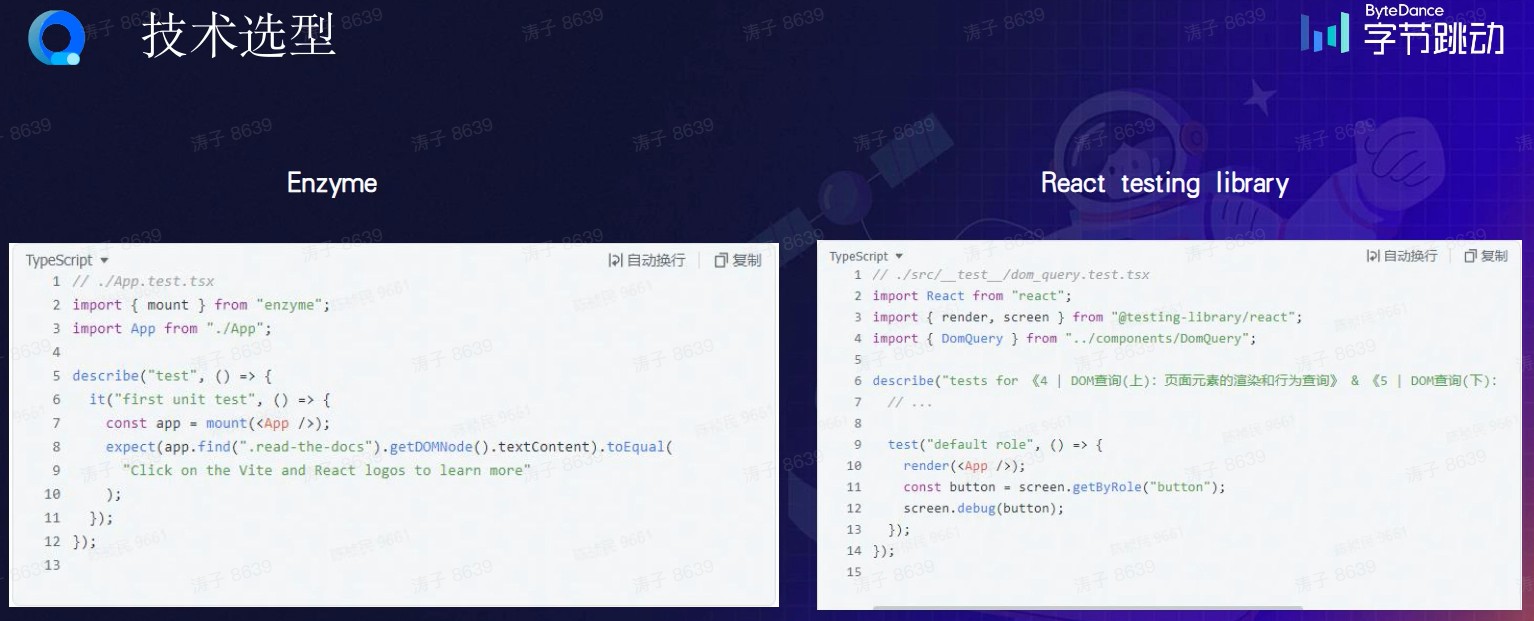 技术选型
ByteDance
字节跳动
Enzyme
React testing library
TypeScript
自动换行
复制
1 // ./App.test.tsx
2 import { mount } from "enzyme";
3 import App from "./App";
4
5 describe("test", () => {
6 it("first unit test", () => {
7 const app = mount(<App />);
8 expect(app.find(".read-the-docs").getDOMNode().textContent).toEqual(
9 "Click on the Vite and React logos to learn more"
10 );
11 });
12 });
13
TypeScript
自动换行
复制
1 // ./src/__test__/dom_query.test.tsx
2 import React from "react";
3 import { render, screen } from "@testing-library/react";
4 import { DomQuery } from "../components/DomQuery";
5
6 describe("tests for 《4 | DOM查询(上): 页面元素的渲染和行为查询》 & 《5 | DOM查询(下):
7 // ...
8
9 test("default role", () => {
10 render(<App />);
11 const button = screen.getByRole("button");
12 screen.debug(button);
13 });
14 });
15
涛子 8639